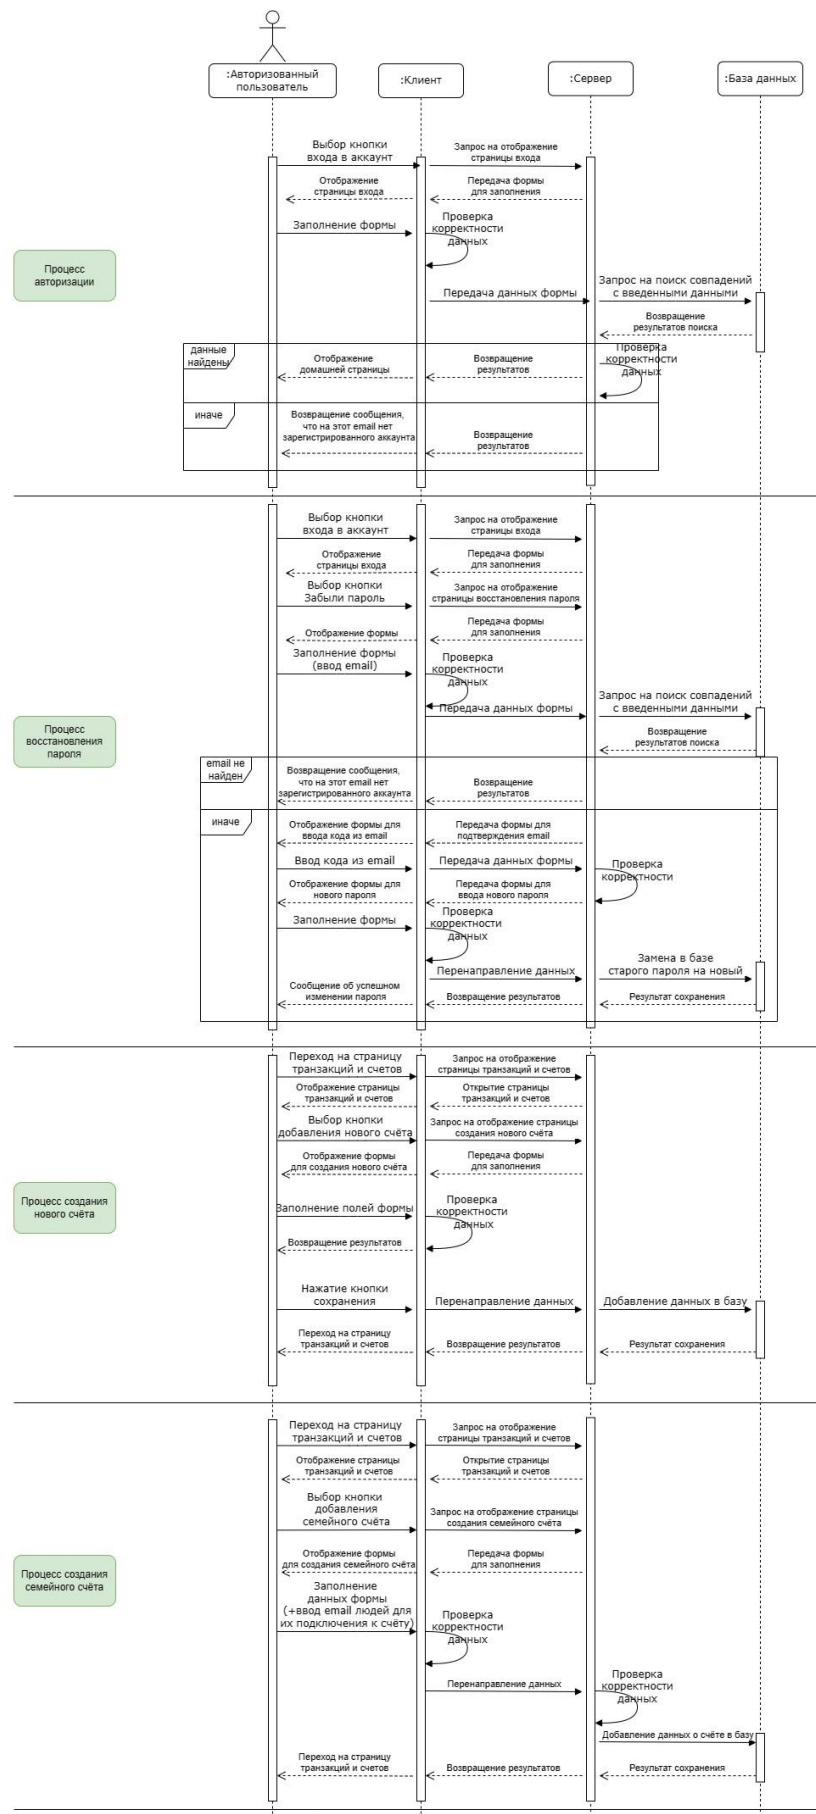 :Авторизованный
пользователь
:Клиент
:Сервер
:База данных
Выбор кнопки
входа в аккаунт
Запрос на отображение
страницы входа
Отображение
страницы входа
Передача формы
для заполнения
Заполнение формы
Проверка
корректности
данных
Процесс
авторизации
Передача данных формы
Запрос на поиск совпадений
с введенными данными
Возвращение
результатов поиска
данные
найдены
Отображение
домашней страницы
Возвращение
результатов
Проверка
корректности
данных
иначе
Возвращение сообщения,
что на этот email нет
зарегистрированного аккаунта
Возвращение
результатов
Выбор кнопки
входа в аккаунт
Запрос на отображение
страницы входа
Отображение
страницы входа
Передача формы
для заполнения
Выбор кнопки
Забыли пароль
Запрос на отображение
страницы восстановления пароля
Отображение формы
Передача формы
для заполнения
Заполнение формы
(ввод email)
Проверка
корректности
данных
Передача данных формы
Запрос на поиск совпадений
с введенными данными
Процесс
восстановления
пароля
Возвращение
результатов поиска
email не
найден
Возвращение сообщения,
что на этот email нет
зарегистрированного аккаунта
Возвращение
результатов
иначе
Отображение формы для
ввода кода из email
Передача формы для
подтверждения email
Ввод кода из email
Передача данных формы
Проверка
корректности
Отображение формы для
нового пароля
Передача формы для
ввода нового пароля
Заполнение формы
Проверка
корректности
данных
Перенаправление данных
Замена в базе
старого пароля на новый
Сообщение об успешном
изменении пароля
Возвращение результатов
Результат сохранения
Переход на страницу
транзакций и счетов
Запрос на отображение
страницы транзакций и счетов
Отображение страницы
транзакций и счетов
Открытие страницы
транзакций и счетов
Выбор кнопки
добавления нового счёта
Запрос на отображение страницы
создания нового счёта
Отображение формы
для создания нового счёта
Передача формы
для заполнения
Процесс создания
нового счёта
Заполнение полей формы
Проверка
корректности
данных
Возвращение результатов
Нажатие кнопки
сохранения
Перенаправление данных
Добавление данных в базу
Переход на страницу
транзакций и счетов
Возвращение результатов
Результат сохранения
Переход на страницу
транзакций и счетов
Запрос на отображение
страницы транзакций и счетов
Отображение страницы
транзакций и счетов
Открытие страницы
транзакций и счетов
Выбор кнопки
добавления
семейного счёта
Запрос на отображение страницы
создания семейного счёта
Отображение формы
для создания семейного счёта
Передача формы
для заполнения
Процесс создания
семейного счёта
Заполнение
данных формы
(+ввод email людей для
их подключения к счёту)
Проверка
корректности
данных
Перенаправление данных
Проверка
корректности
данных
Добавление данных о счёте в базу
Переход на страницу
транзакций и счетов
Возвращение результатов
Результат сохранения